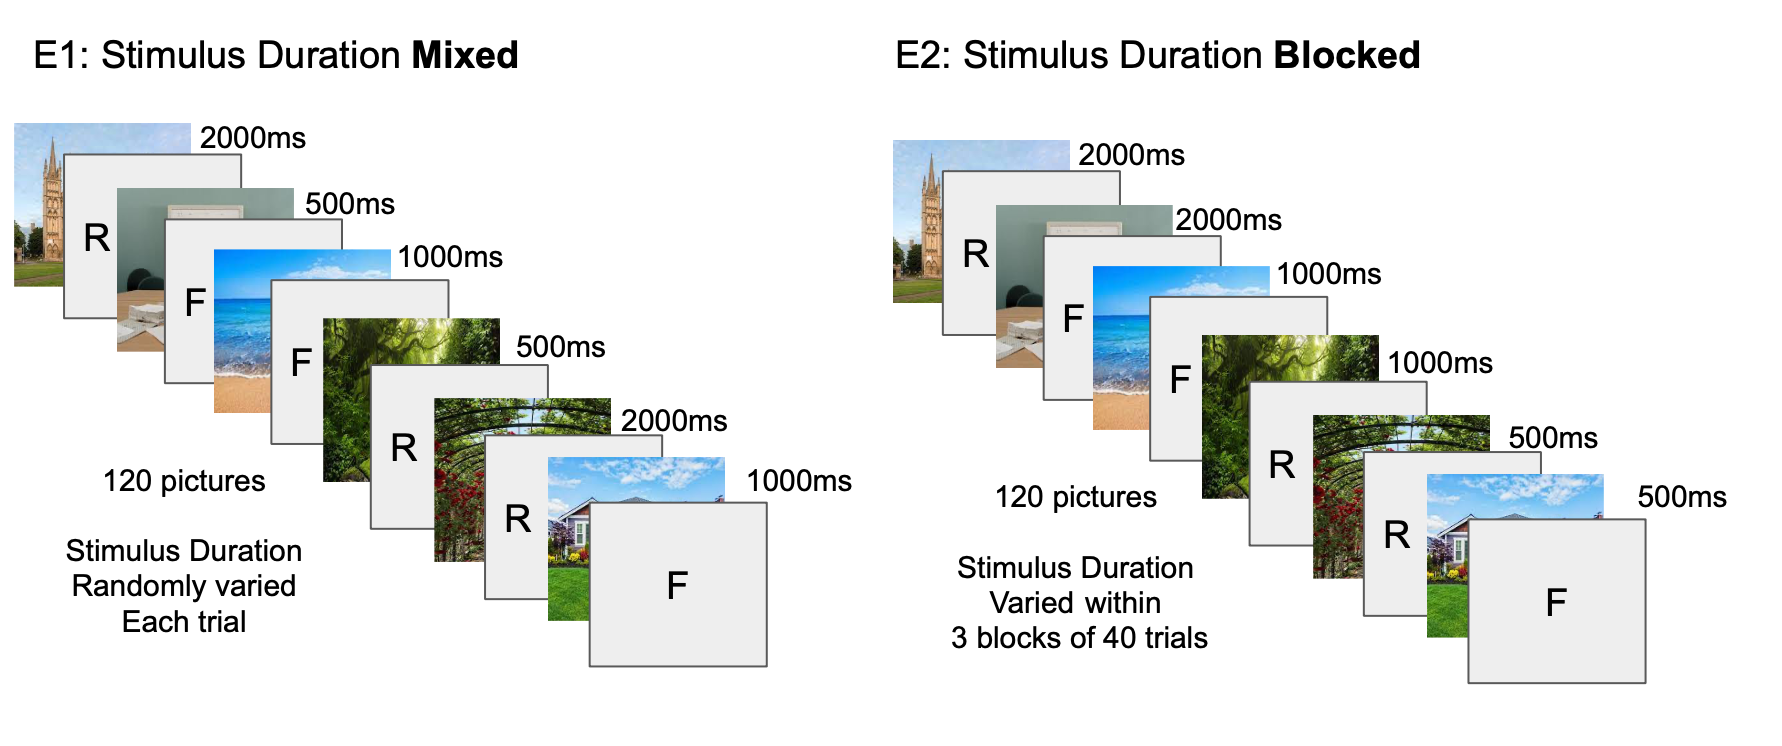 E1: Stimulus Duration Mixed
2000ms
R
500ms
F
1000ms
F
500ms
R
2000ms
R
1000ms
F
120 pictures
Stimulus Duration
Randomly varied
Each trial
E2: Stimulus Duration Blocked
2000ms
R
2000ms
F
1000ms
F
1000ms
R
500ms
R
500ms
F
120 pictures
Stimulus Duration
Varied within
3 blocks of 40 trials